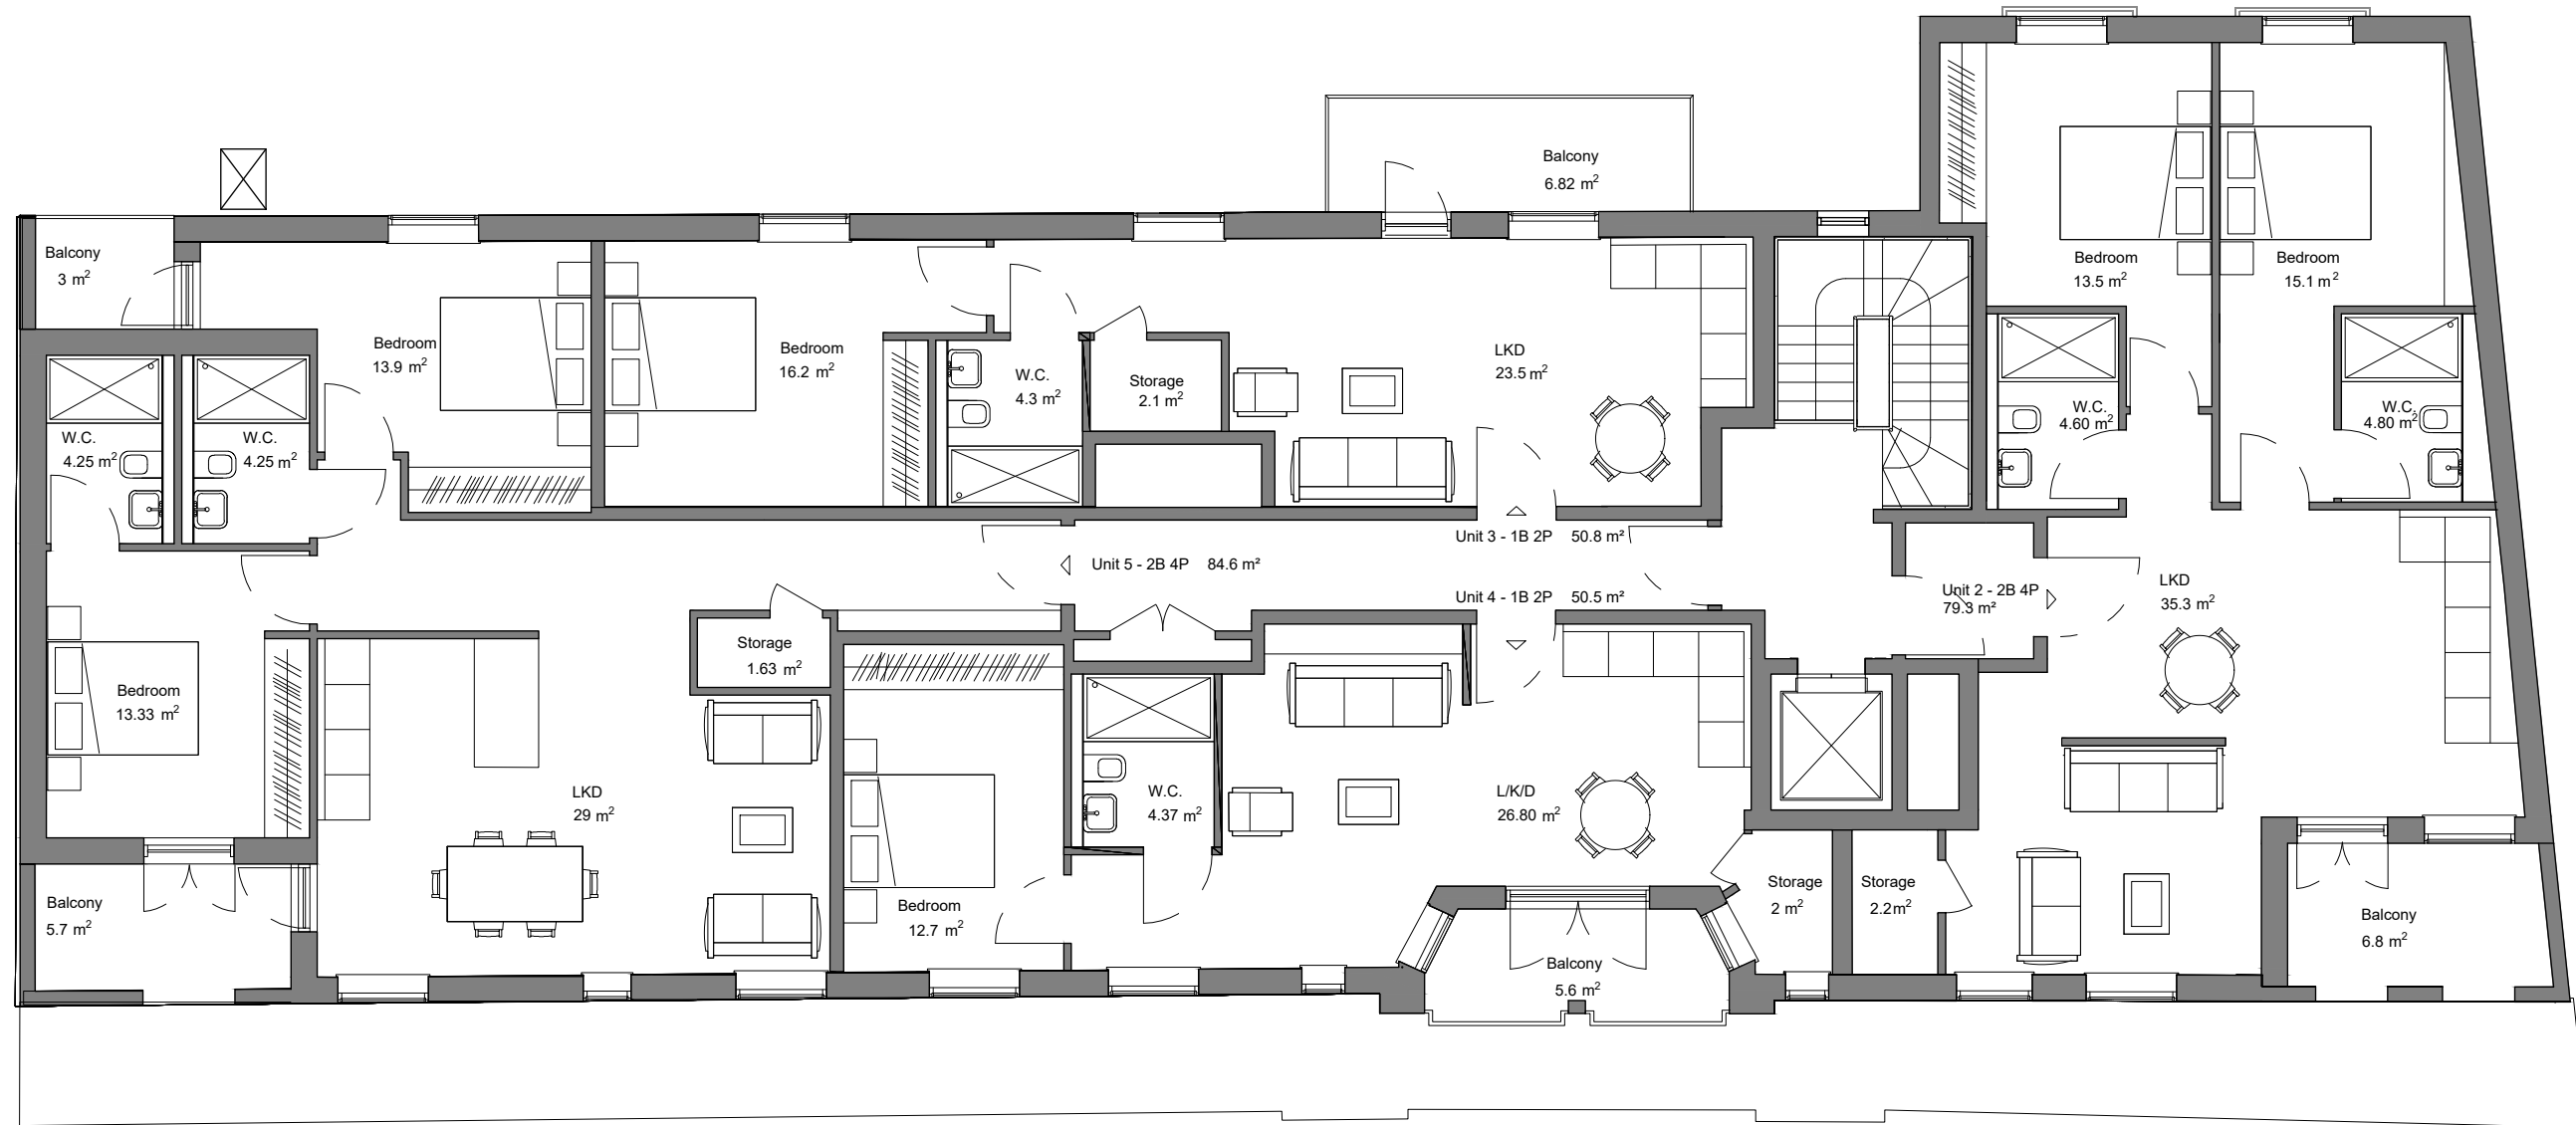 Balcony
6.82 m²
Balcony
3 m²
Bedroom
13.5 m²
Bedroom
15.1 m²
Bedroom
13.9 m²
Bedroom
16.2 m²
W.C.
4.3 m²
Storage
2.1 m²
LKD
23.5 m²
W.C.
4.60 m²
W.C.
4.80 m²
W.C.
4.25 m²
W.C.
4.25 m²
Unit 3 - 1B 2P 50.8 m²
Unit 5 - 2B 4P 84.6 m²
Unit 4 - 1B 2P 50.5 m²
Unit 2 - 2B 4P
79.3 m²
LKD
35.3 m²
Storage
1.63 m²
Bedroom
13.33 m²
LKD
29 m²
W.C.
4.37 m²
L/K/D
26.80 m²
Balcony
5.7 m²
Bedroom
12.7 m²
Storage
2 m²
Storage
2.2m²
Balcony
6.8 m²
Balcony
5.6 m²